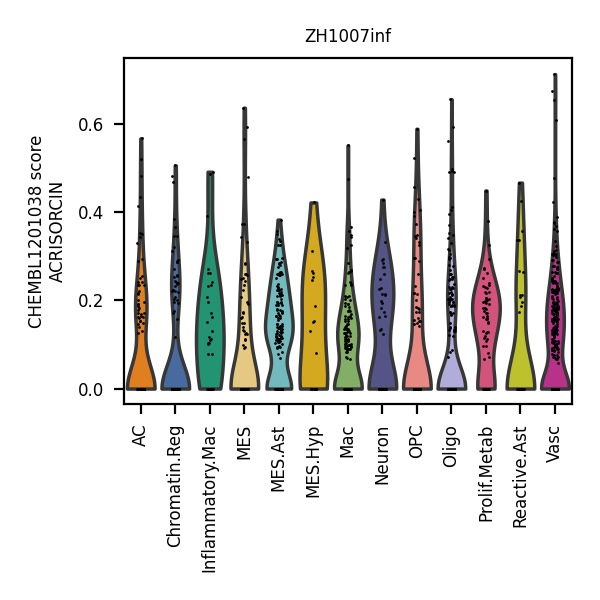 ZH1007inf
CHEMBL1201038 score
ACRISORCIN
0.6
0.4
0.2
0.0
AC
Chromatin.Reg
Inflammatory.Mac
MES
MES.Ast
MES.Hyp
Mac
Neuron
OPC
Oligo
Prolif.Metab
Reactive.Ast
Vasc